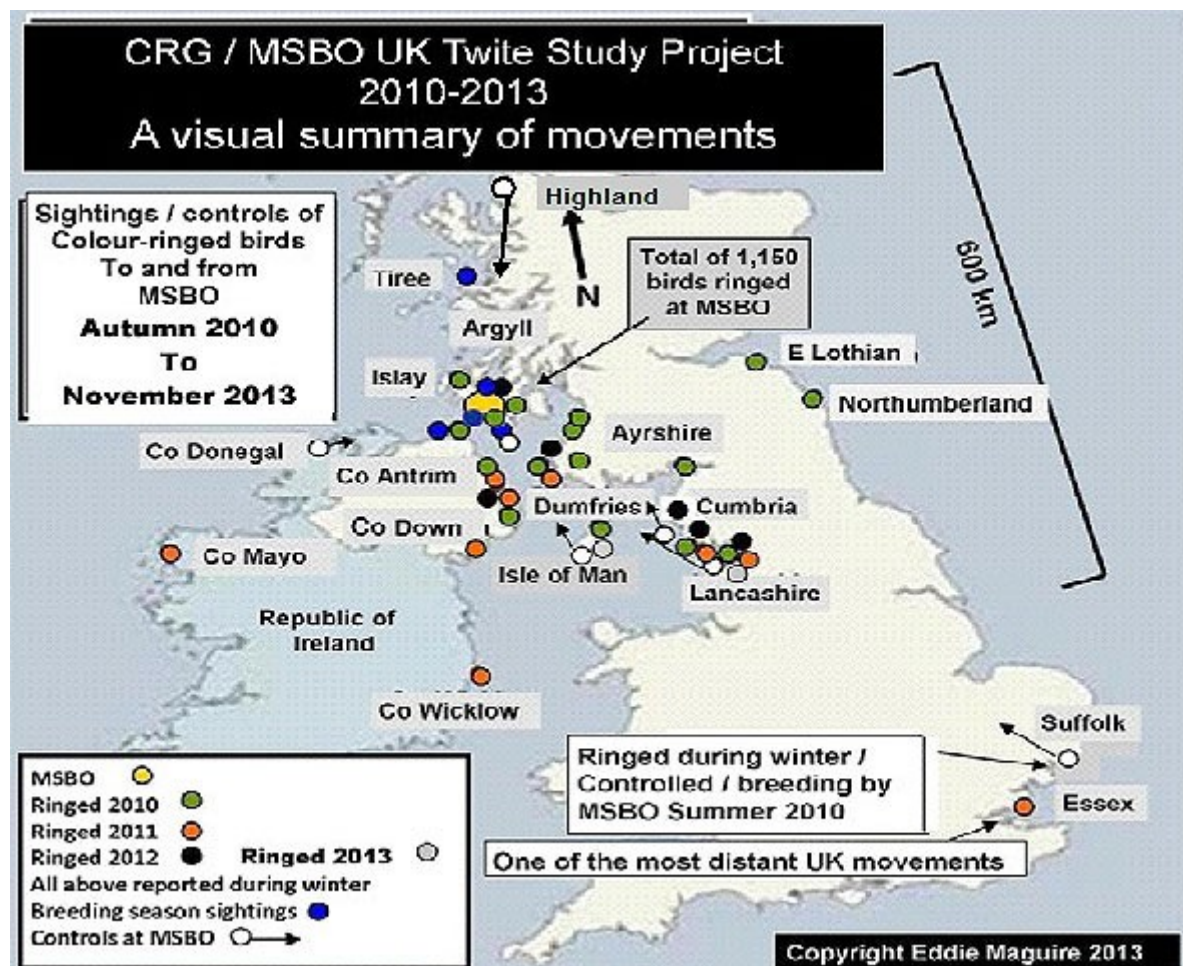 CRG / MSBO UK Twite Study Project
2010-2013
A visual summary of movements
Sightings / controls of
Colour-ringed birds
To and from
MSBO
Autumn 2010
To
November 2013
Highland
N
Total of 1,150
birds ringed
at MSBO
600 km
Tiree
Argyll
Islay
E Lothian
Northumberland
Ayrshire
Co Donegal
Co Antrim
Dumfries
Cumbria
Co Down
Co Mayo
Isle of Man
Lancashire
Republic of
Ireland
Co Wicklow
Suffolk
Ringed during winter /
Controlled / breeding by
MSBO Summer 2010
Essex
One of the most distant UK movements
MSBO
Ringed 2010
Ringed 2011
Ringed 2012 Ringed 2013
All above reported during winter
Breeding season sightings
Controls at MSBO
Copyright Eddie Maguire 2013